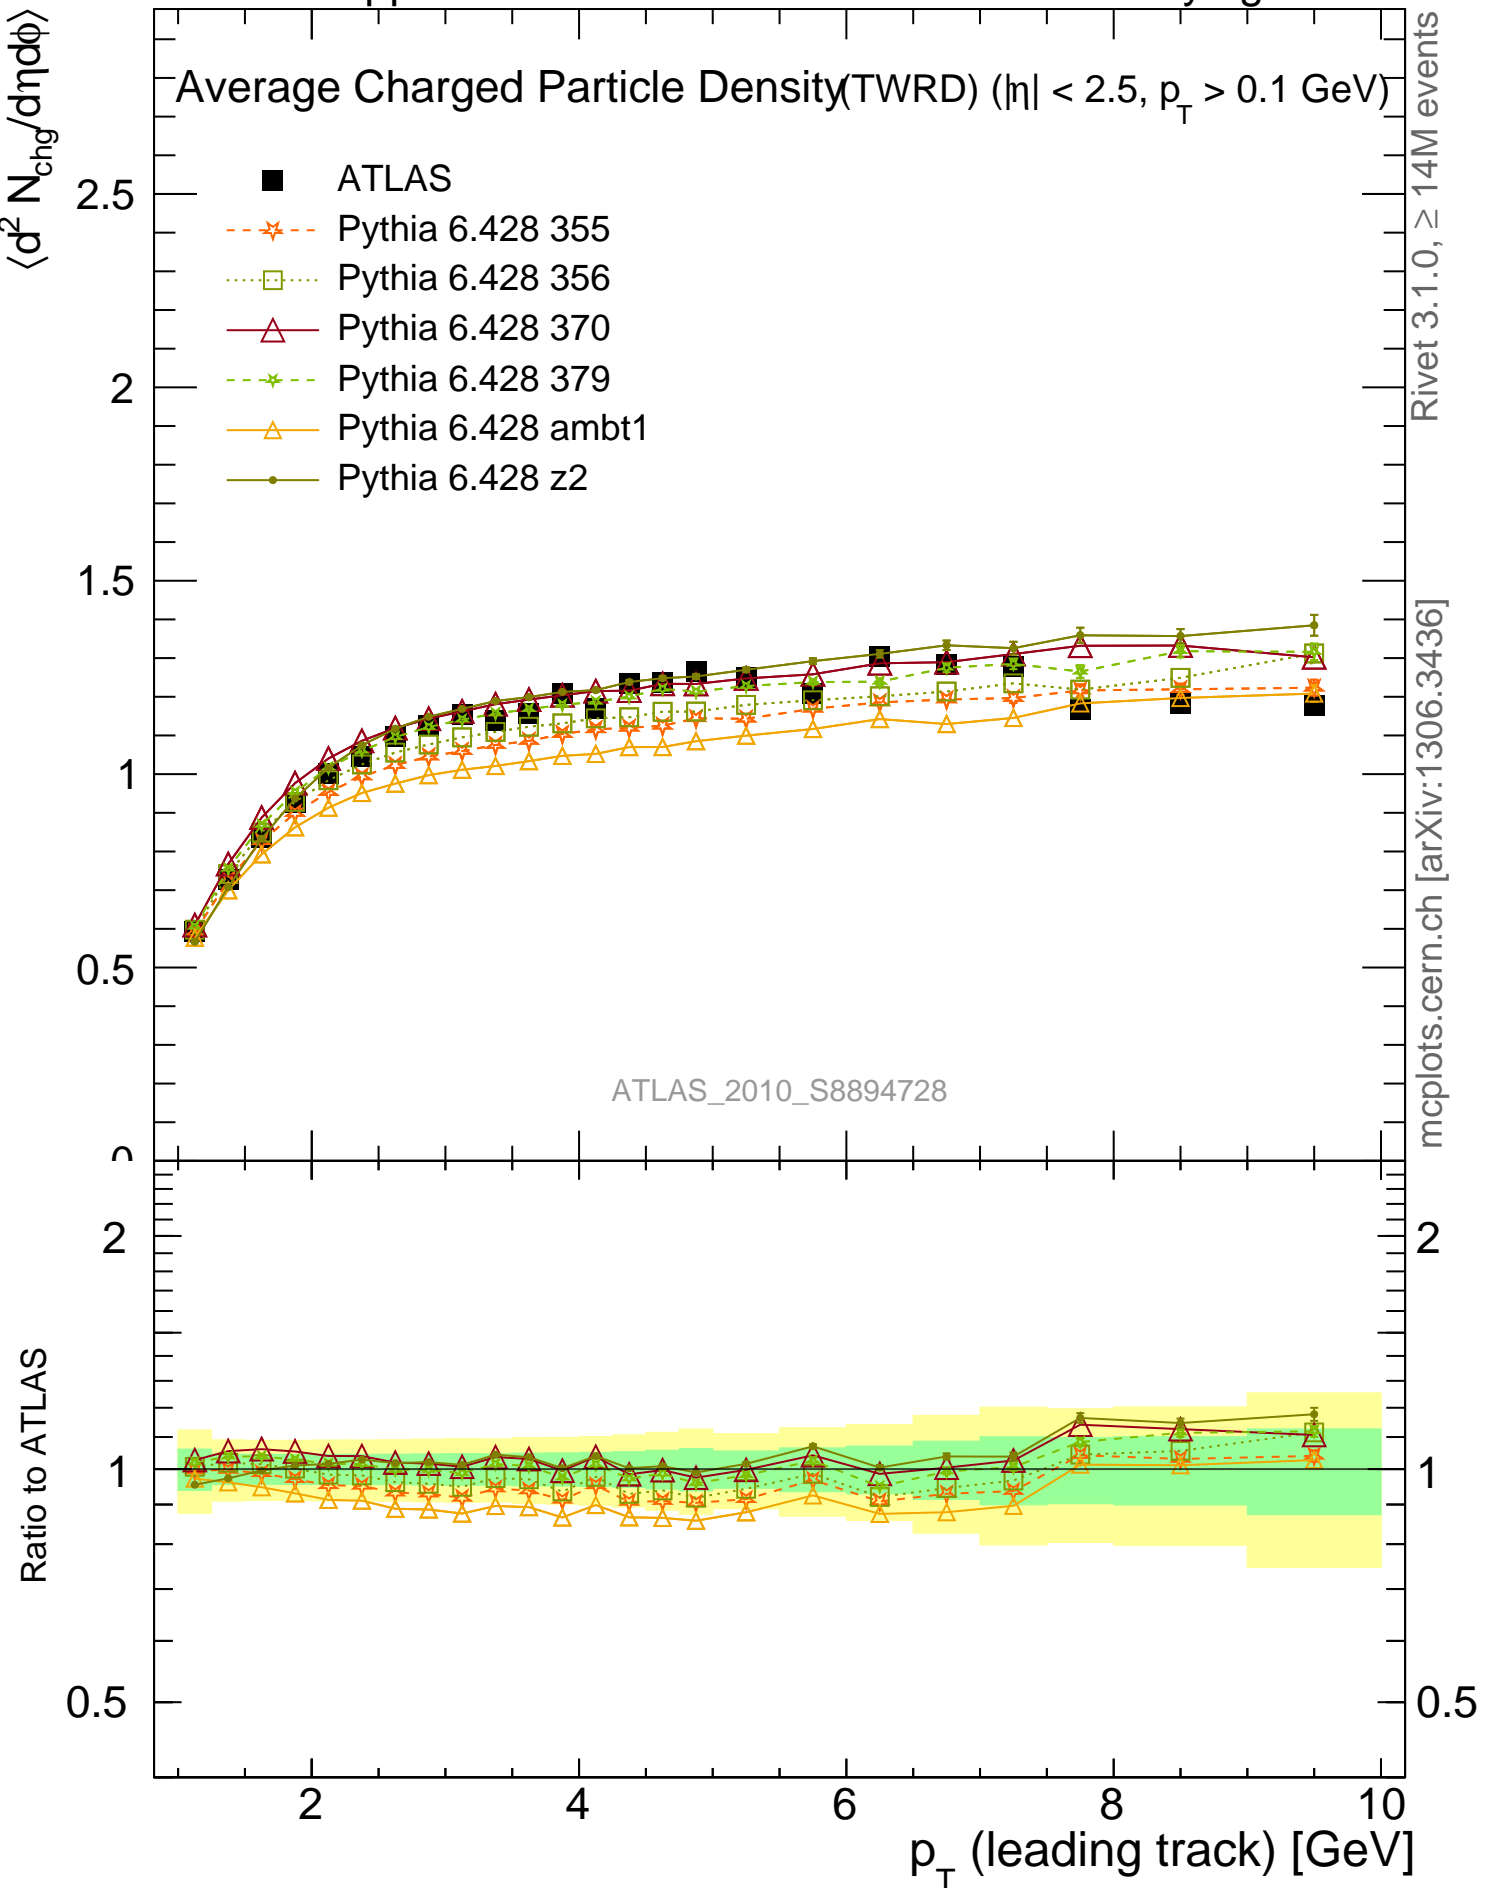 Average Charged Particle Density (TWRD) (|η| < 2.5, p_T > 0.1 GeV)
⟨d² N_chg/dηdϕ⟩
ATLAS
Pythia 6.428 355
Pythia 6.428 356
Pythia 6.428 370
Pythia 6.428 379
Pythia 6.428 ambt1
Pythia 6.428 z2
2.5
2
1.5
1
0.5
0
ATLAS_2010_S8894728
Rivet 3.1.0, ≥ 14M events
mcplots.cern.ch [arXiv:1306.3436]
Ratio to ATLAS
2
1
0.5
2
1
0.5
2 4 6 8 10
p_T (leading track) [GeV]